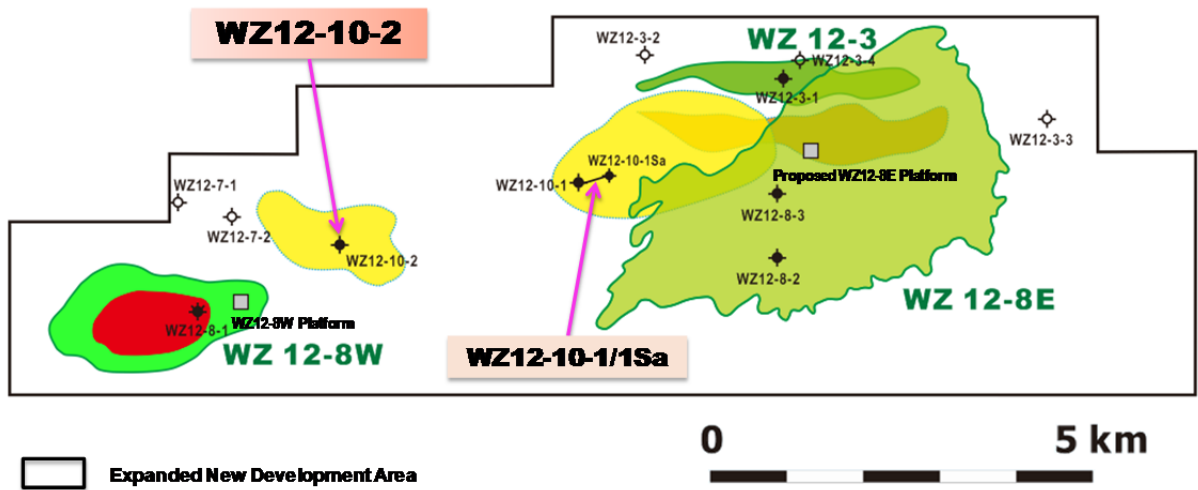 WZ12-10-2
WZ12-3-2
WZ 12-3
WZ12-3-4
WZ12-3-1
WZ12-3-3
WZ12-10-1Sa
WZ12-10-1
Proposed WZ12-8E Platform
WZ12-7-1
WZ12-8-3
WZ12-7-2
WZ12-10-2
WZ12-8-2
WZ 12-8E
WZ12-8W Platform
WZ12-8-1
WZ 12-8W
WZ12-10-1/1Sa
0 5 km
Expanded New Development Area